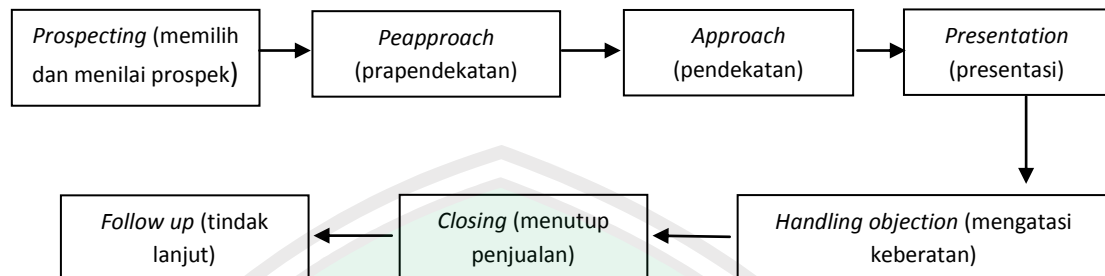 Prospecting (memilih
dan menilai prospek)
Peapproach
(prapendekatan)
Approach
(pendekatan)
Presentation
(presentasi)
Handling objection (mengatasi
keberatan)
Closing (menutup
penjualan)
Follow up (tindak
lanjut)